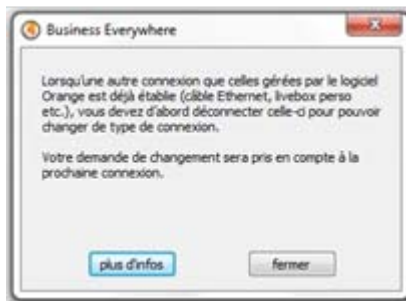 Business Everywhere
Lorsqu'une autre connexion que celles gérées par le logiciel
Orange est déjà établie (câble Ethernet, livebox perso
etc.), vous devez d'abord déconnecter celle-ci pour pouvoir
changer de type de connexion.
Votre demande de changement sera pris en compte à la
prochaine connexion.
plus d'infos
fermer